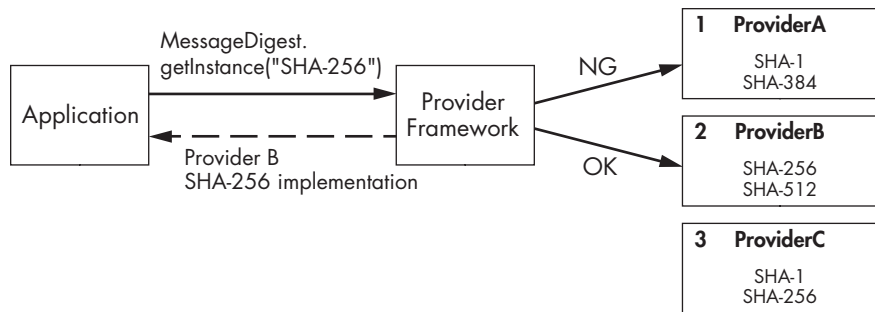 MessageDigest.
getInstance("SHA-256")
Application
Provider
Framework
Provider B
SHA-256 implementation
NG
OK
1 ProviderA
SHA-1
SHA-384
2 ProviderB
SHA-256
SHA-512
3 ProviderC
SHA-1
SHA-256